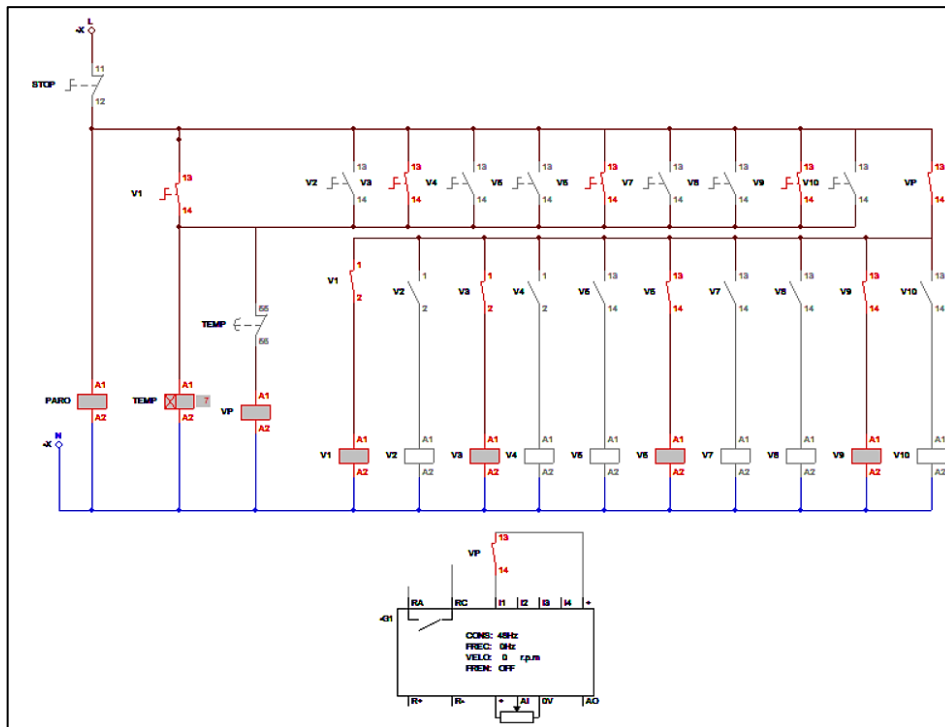 L
-X
11
STOP
12
13 13 13 13 13 13 13 13 13 13 13
V1 V2 V3 V4 V5 V6 V7 V8 V9 V10 VP
14 14 14 14 14 14 14 14 14 14 14
1 1 1 1 13 13 13 13 13 13
V1 V2 V3 V4 V5 V6 V7 V8 V9 V10
2 2 2 2 14 14 14 14 14 14
55
TEMP
56
A1 A1 A1
PARO TEMP 7 VP
A2 A2 A2
N
-X
A1 A1 A1 A1 A1 A1 A1 A1 A1 A1
V1 V2 V3 V4 V5 V6 V7 V8 V9 V10
A2 A2 A2 A2 A2 A2 A2 A2 A2 A2
13
VP
14
RA RC I1 I2 I3 I4 +
-G1
CONS: 48Hz
FREC: 0Hz
VELO: 0 r.p.m
FREN: OFF
R+ R- + AI 0V AO